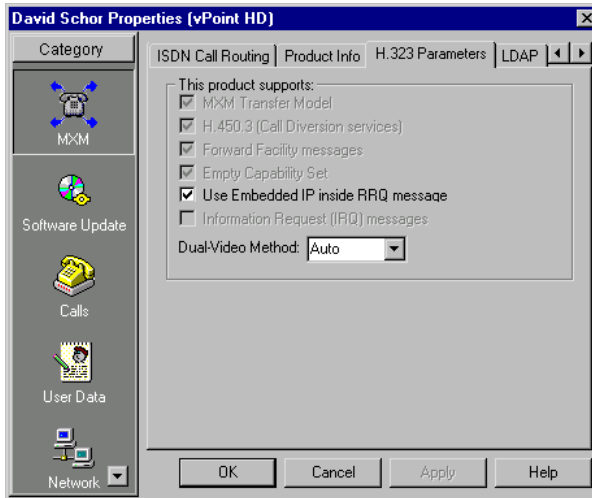 David Schor Properties (vPoint HD)
Category
ISDN Call Routing
Product Info
H.323 Parameters
LDAP
MXM
Software Update
Calls
User Data
Network
This product supports:
MXM Transfer Model
H.450.3 (Call Diversion services)
Forward Facility messages
Empty Capability Set
Use Embedded IP inside RRQ message
Information Request (IRQ) messages
Dual-Video Method: Auto
OK
Cancel
Apply
Help